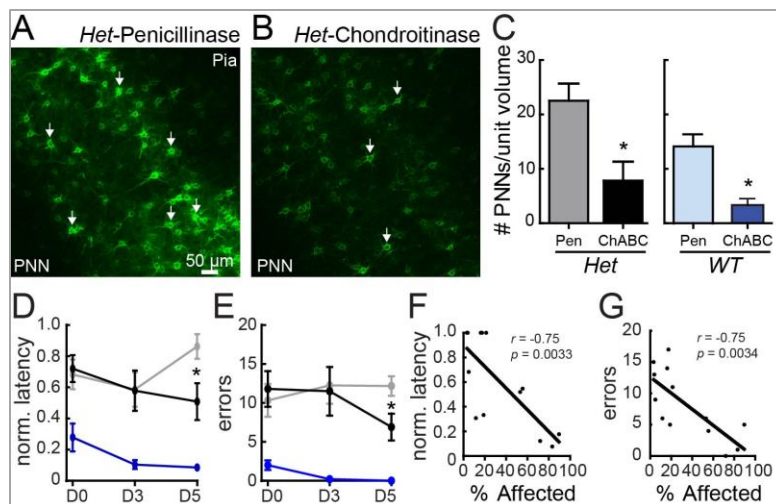 A Het-Penicillinase
Pia
PNN
50 µm
B Het-Chondroitinase
PNN
C
# PNNs/unit volume
30
20
10
0
*
*
Pen ChABC Pen ChABC
Het WT
D
norm. latency
1.0
0.8
0.6
0.4
0.2
0
*
D0 D3 D5
E
errors
20
15
10
5
0
*
D0 D3 D5
F
norm. latency
1.0
0.8
0.6
0.4
0.2
0
r = -0.75
p = 0.0033
0 20 40 60 80 100
% Affected
G
errors
20
15
10
5
0
r = -0.75
p = 0.0034
0 20 40 60 80 100
% Affected